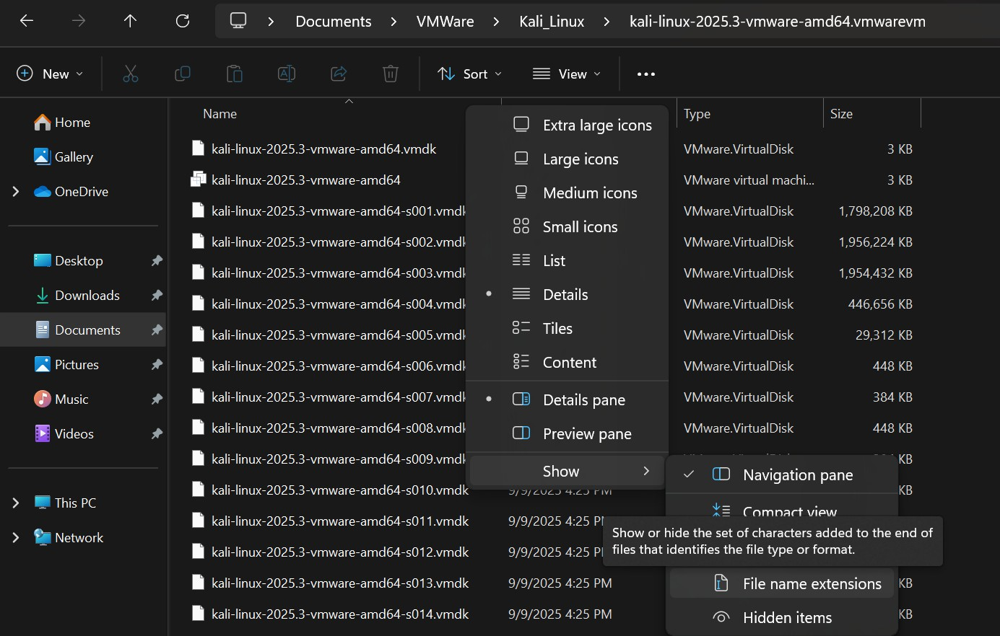 Documents > VMWare > Kali_Linux > kali-linux-2025.3-vmware-amd64.vmwarevm
New Sort View
Home
Gallery
OneDrive
Desktop
Downloads
Documents
Pictures
Music
Videos
This PC
Network
Name Type Size
kali-linux-2025.3-vmware-amd64.vmdk VMware.VirtualDisk 3 KB
kali-linux-2025.3-vmware-amd64 VMware virtual machi... 3 KB
kali-linux-2025.3-vmware-amd64-s001.vmdk VMware.VirtualDisk 1,798,208 KB
kali-linux-2025.3-vmware-amd64-s002.vmdk VMware.VirtualDisk 1,956,224 KB
kali-linux-2025.3-vmware-amd64-s003.vmdk VMware.VirtualDisk 1,954,432 KB
kali-linux-2025.3-vmware-amd64-s004.vmdk VMware.VirtualDisk 446,656 KB
kali-linux-2025.3-vmware-amd64-s005.vmdk VMware.VirtualDisk 29,312 KB
kali-linux-2025.3-vmware-amd64-s006.vmdk VMware.VirtualDisk 448 KB
kali-linux-2025.3-vmware-amd64-s007.vmdk VMware.VirtualDisk 384 KB
kali-linux-2025.3-vmware-amd64-s008.vmdk VMware.VirtualDisk 448 KB
kali-linux-2025.3-vmware-amd64-s009.vmdk KB
kali-linux-2025.3-vmware-amd64-s010.vmdk 9/9/2025 4:25 PM KB
kali-linux-2025.3-vmware-amd64-s011.vmdk 9/9/2025 4:25 PM
kali-linux-2025.3-vmware-amd64-s012.vmdk 9/9/2025 4:25 PM
kali-linux-2025.3-vmware-amd64-s013.vmdk 9/9/2025 4:25 PM KB
kali-linux-2025.3-vmware-amd64-s014.vmdk 9/9/2025 4:25 PM KB
Extra large icons
Large icons
Medium icons
Small icons
List
Details
Tiles
Content
Details pane
Preview pane
Show
Navigation pane
Compact view
Show or hide the set of characters added to the end of
files that identifies the file type or format.
File name extensions
Hidden items